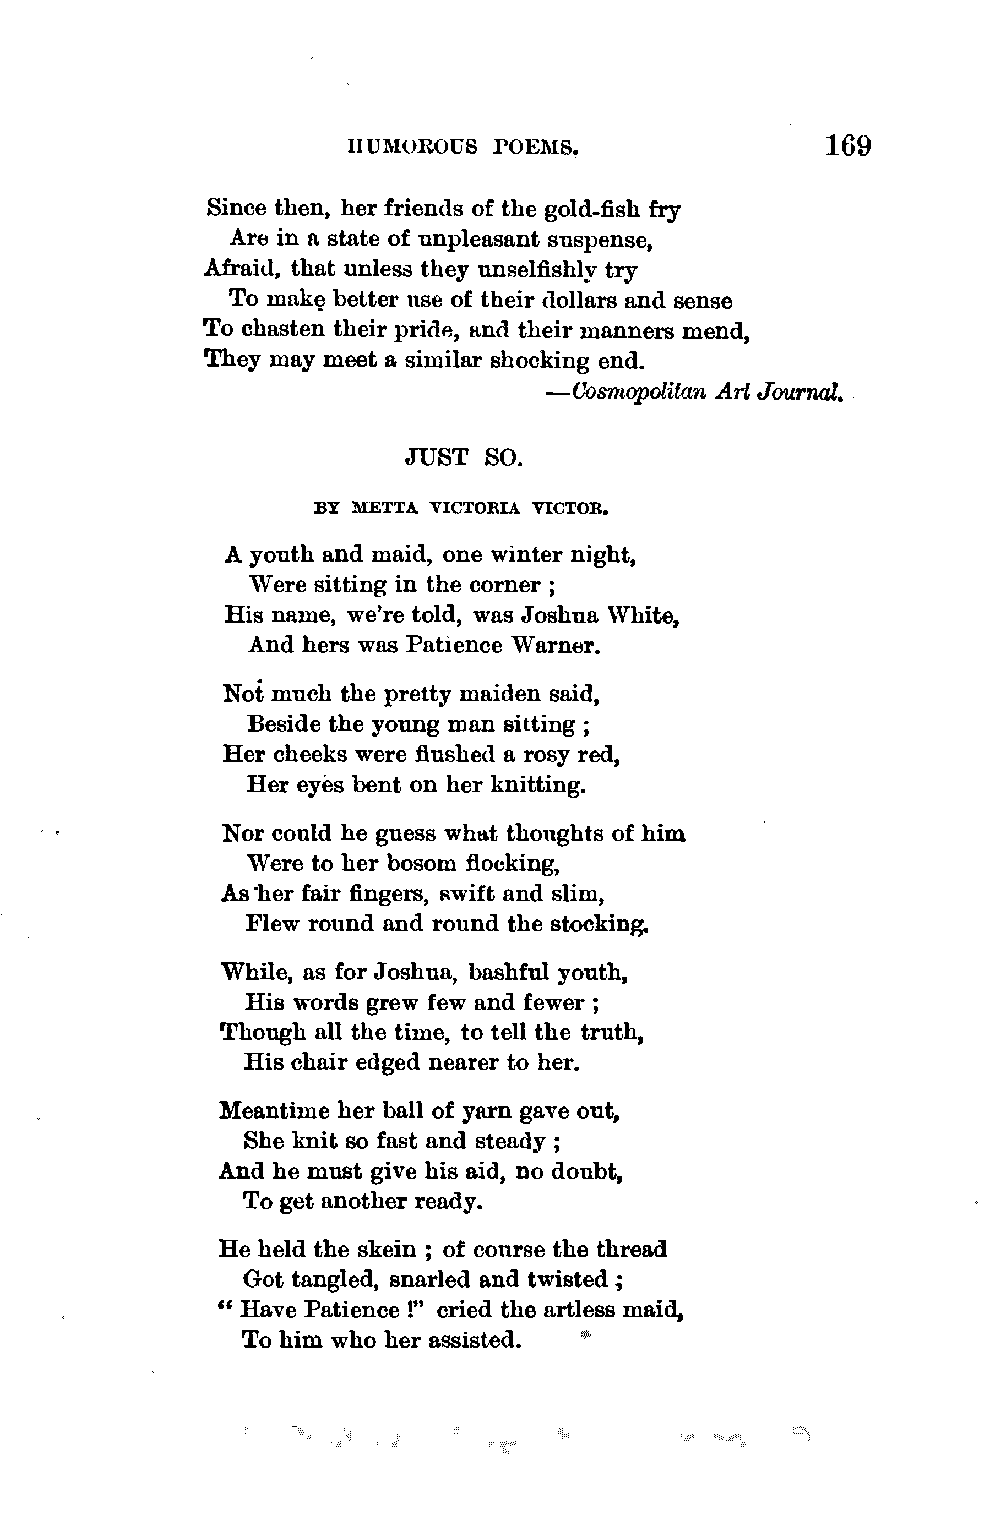 HUMOROUS POEMS. 169
Since then, her friends of the gold-fish fry
Are in a state of unpleasant suspense,
Afraid, that unless they unselfishly try
To make better use of their dollars and sense
To chasten their pride, and their manners mend,
They may meet a similar shocking end.
—Cosmopolitan Art Journal.
JUST SO.
BY METTA VICTORIA VICTOR.
A youth and maid, one winter night,
Were sitting in the corner ;
His name, we're told, was Joshua White,
And hers was Patience Warner.
Not much the pretty maiden said,
Beside the young man sitting ;
Her cheeks were flushed a rosy red,
Her eyes bent on her knitting.
Nor could he guess what thoughts of him
Were to her bosom flocking,
As her fair fingers, swift and slim,
Flew round and round the stocking.
While, as for Joshua, bashful youth,
His words grew few and fewer ;
Though all the time, to tell the truth,
His chair edged nearer to her.
Meantime her ball of yarn gave out,
She knit so fast and steady ;
And he must give his aid, no doubt,
To get another ready.
He held the skein ; of course the thread
Got tangled, snarled and twisted ;
“ Have Patience !” cried the artless maid,
To him who her assisted.